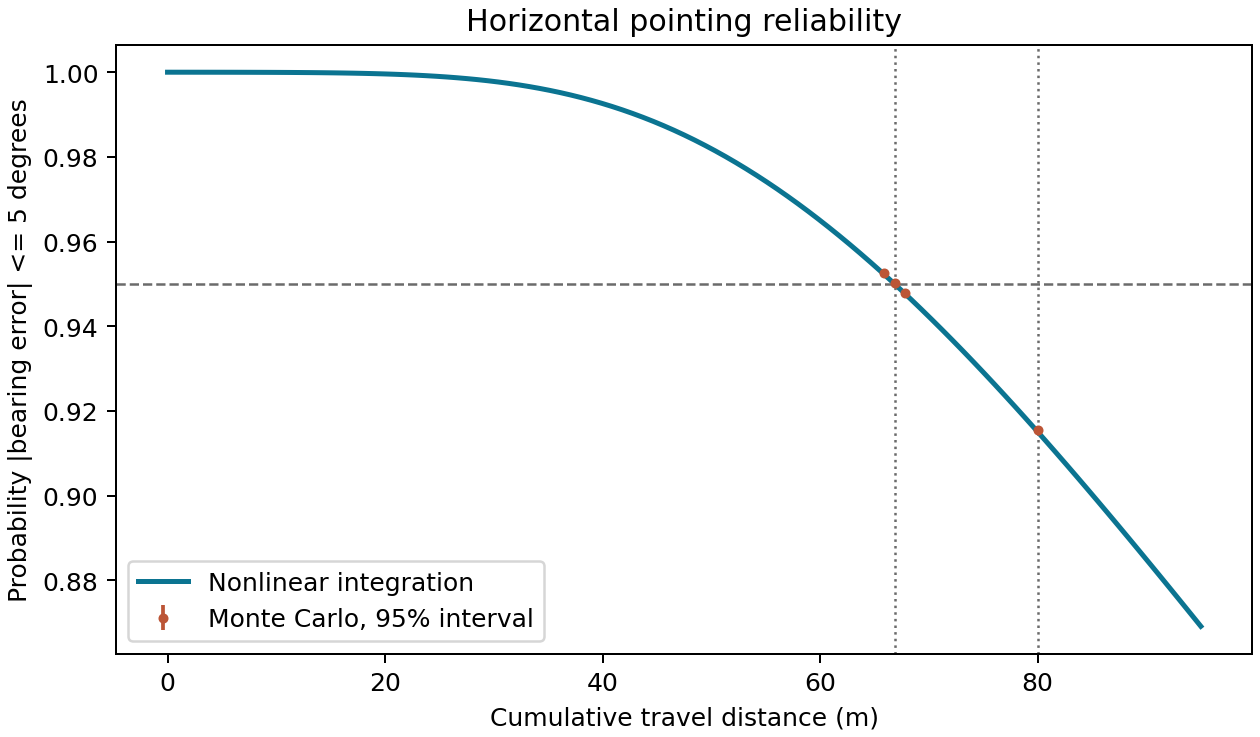 Horizontal pointing reliability
Probability |bearing error| <= 5 degrees
1.00
0.98
0.96
0.94
0.92
0.90
0.88
Nonlinear integration
Monte Carlo, 95% interval
0 20 40 60 80
Cumulative travel distance (m)